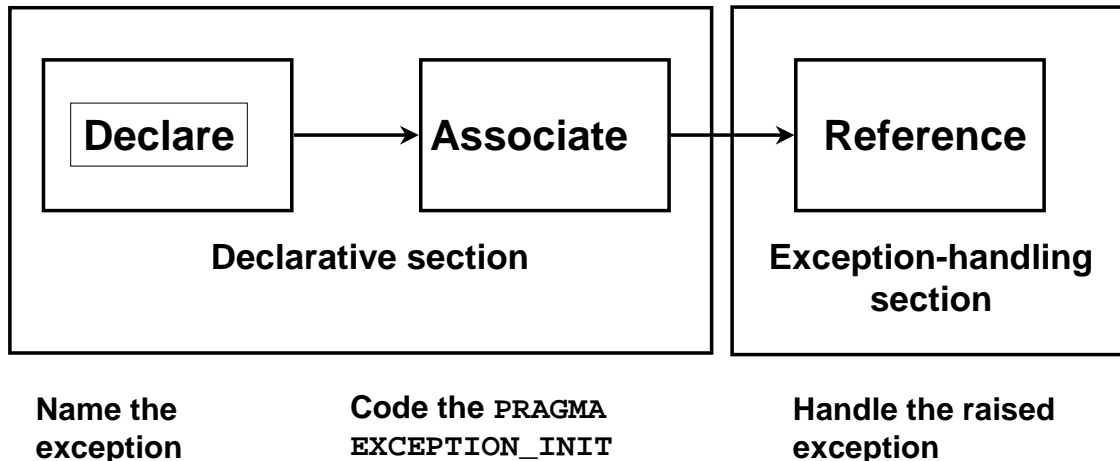 Declare
Associate
Reference
Declarative section
Exception-handling
section
Name the
exception
Code the PRAGMA
EXCEPTION_INIT
Handle the raised
exception